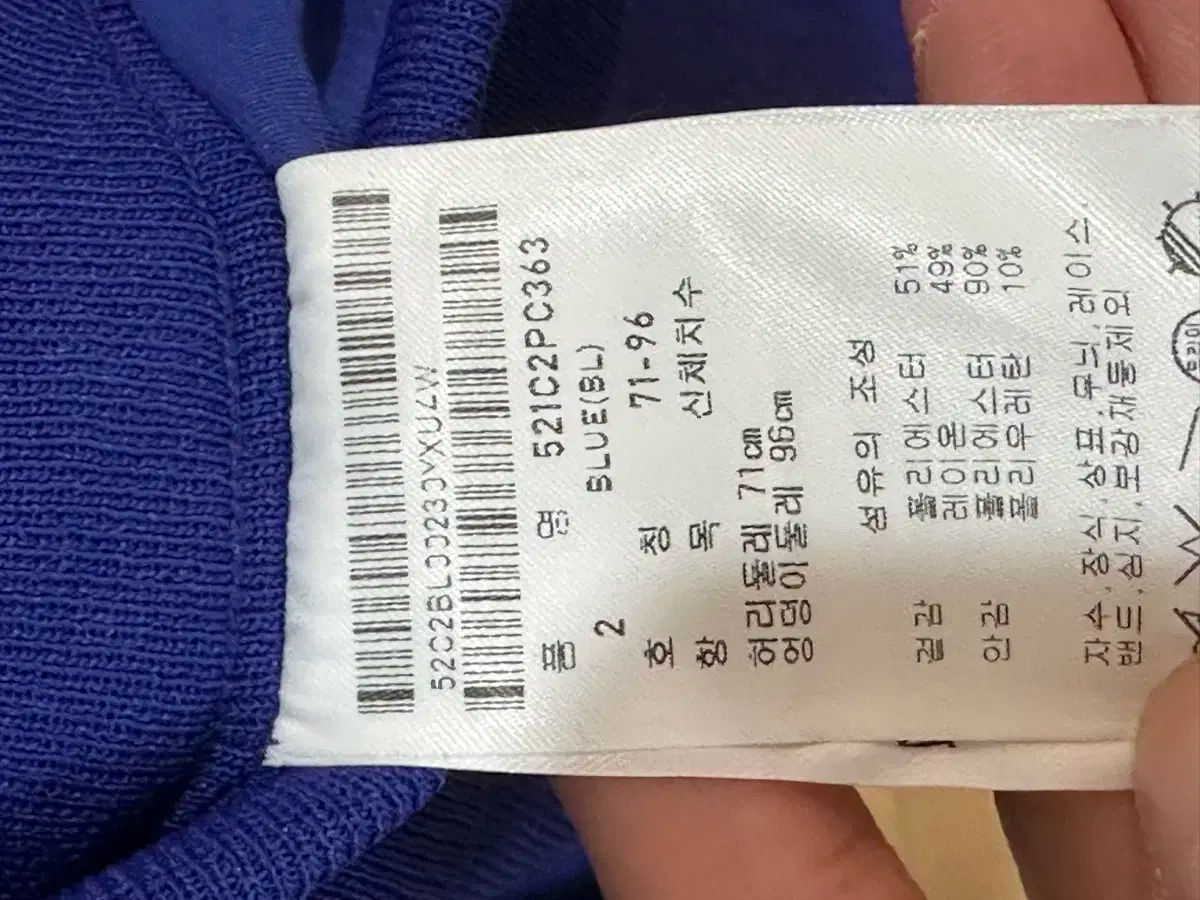 52C2BL00230YXU4W
품 명 521C2PC363
2 BLUE(BL)
호 칭 71-96
항 목 신체치수
허리둘레 71cm
엉덩이둘레 96cm
섬유의 조성
겉 감 폴리에스터 51%
레이온 49%
안 감 폴리에스터 90%
폴리우레탄 10%
자수.장식.상표.무늬.레이스.
밴드.심지.보강재등제외